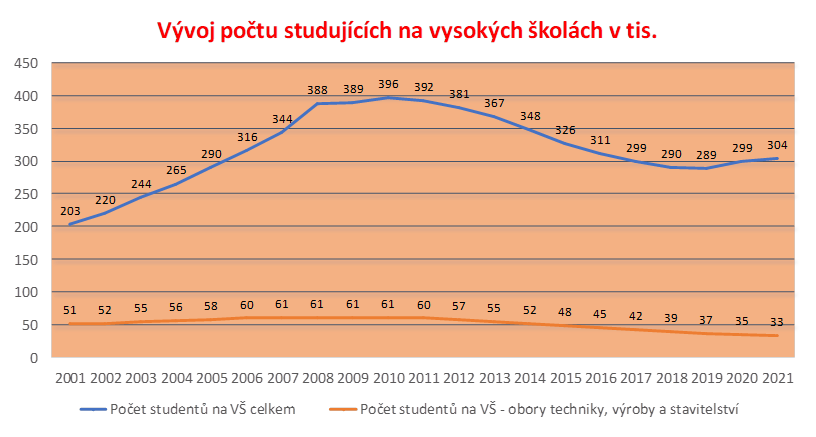 Vývoj počtu studujících na vysokých školách v tis.
450
400
350
300
250
200
150
100
50
0
203 220 244 265 290 316 344 388 389 396 392 381 367 348 326 311 299 290 289 299 304
51 52 55 56 58 60 61 61 61 61 60 57 55 52 48 45 42 39 37 35 33
2001 2002 2003 2004 2005 2006 2007 2008 2009 2010 2011 2012 2013 2014 2015 2016 2017 2018 2019 2020 2021
Počet studentů na VŠ celkem Počet studentů na VŠ - obory techniky, výroby a stavitelství